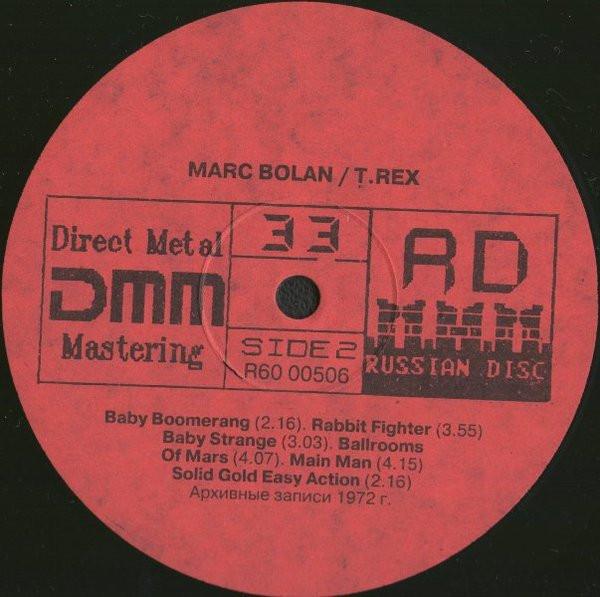 MARC BOLAN / T.REX
Direct Metal
DMM
Mastering
33
SIDE 2
R60 00506
RD
RUSSIAN DISC
Baby Boomerang (2.16). Rabbit Fighter (3.55)
Baby Strange (3.03). Ballrooms
Of Mars (4.07). Main Man (4.15)
Solid Gold Easy Action (2.16)
Архивные записи 1972 г.